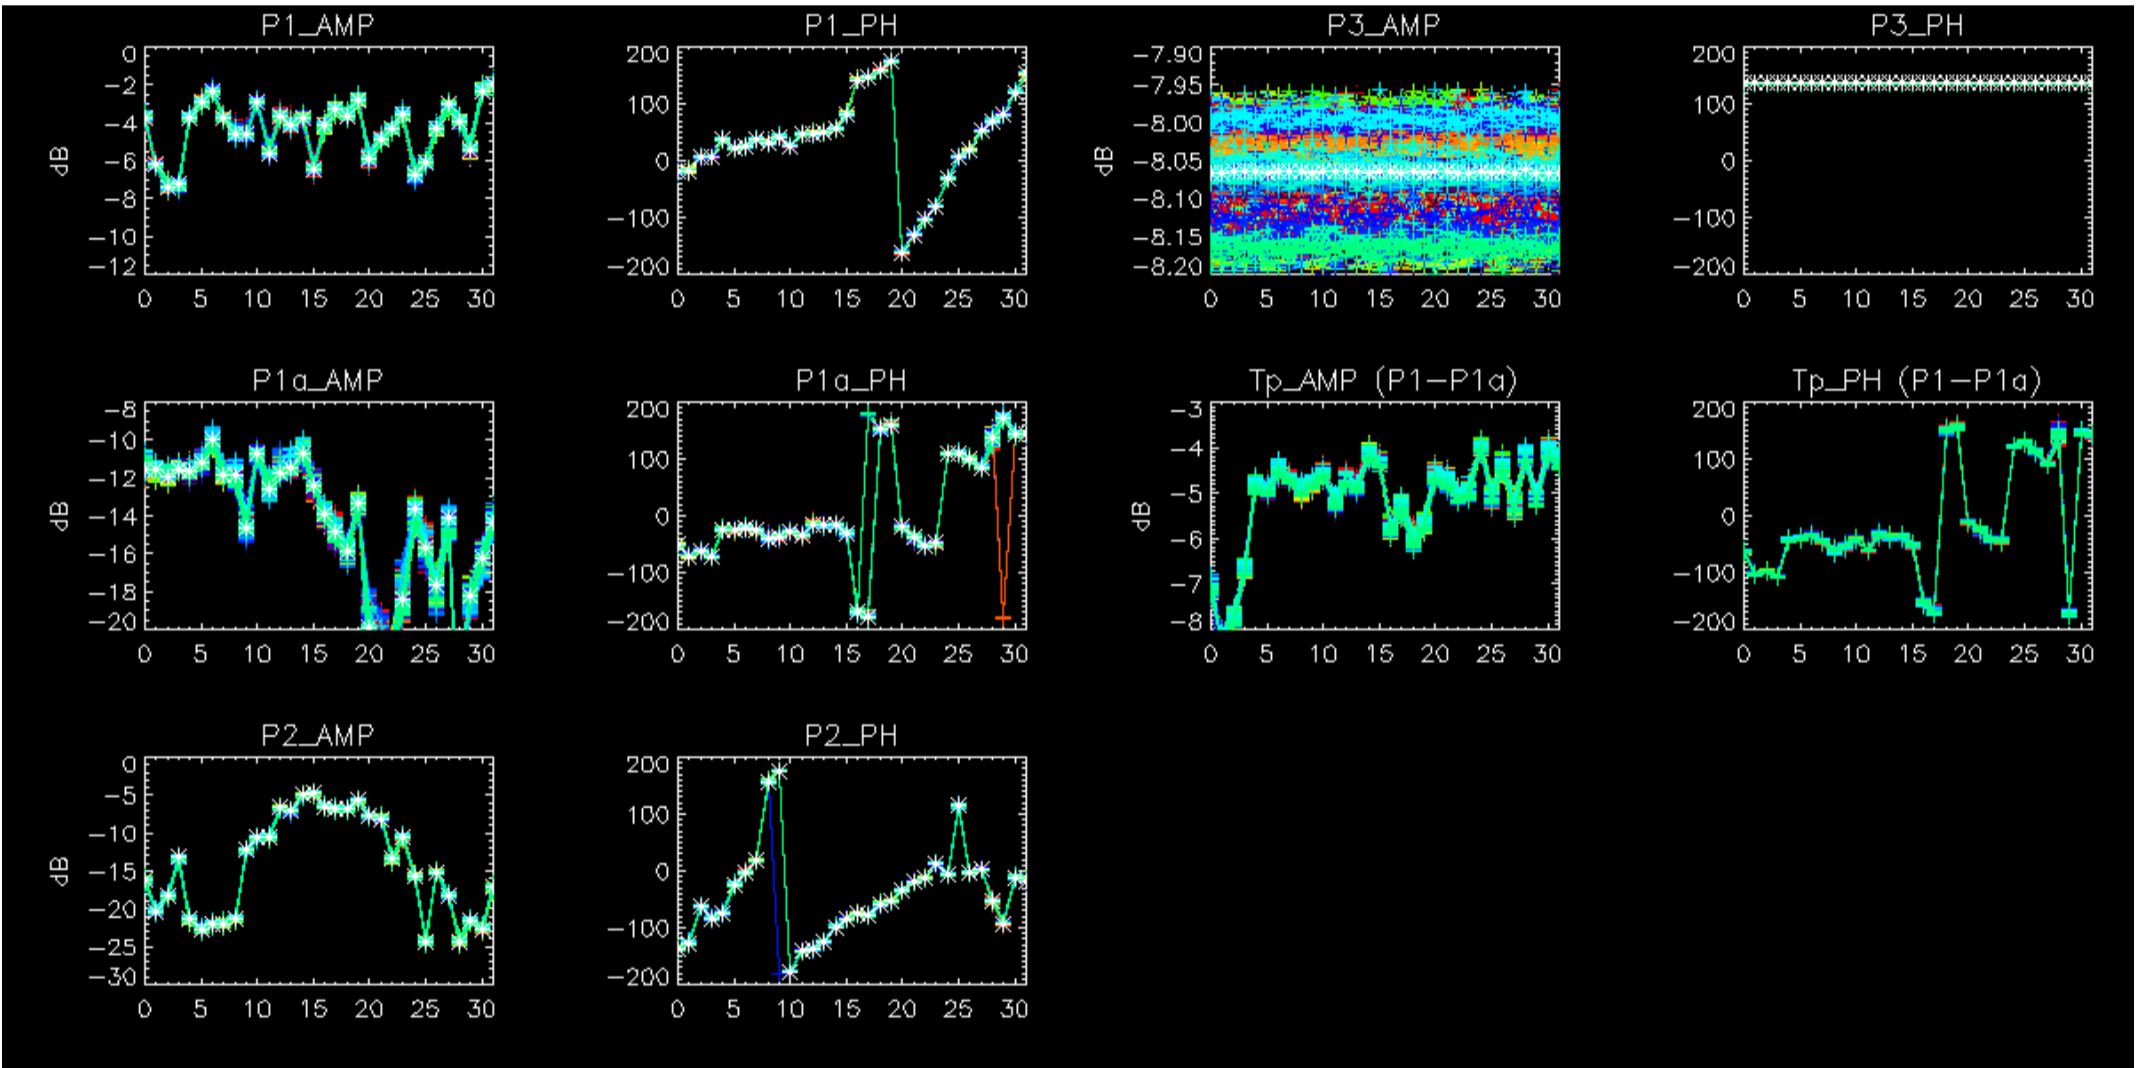 P1_AMP P1_PH P3_AMP P3_PH
0 200 −7.90 200
−2 −7.95
−4 100 −8.00 100
−6 0 −8.05 0
−8 −8.10
−10 −100 −8.15 −100
−12 −200 −8.20 −200
dB dB
0 5 10 15 20 25 30 0 5 10 15 20 25 30 0 5 10 15 20 25 30 0 5 10 15 20 25 30
P1a_AMP P1a_PH Tp_AMP (P1−P1a) Tp_PH (P1−P1a)
−8 200 −3 200
−10 −4
−12 100 100
−14 0 −5 0
−16 −6
−18 −100 −7 −100
−20 −200 −8 −200
dB dB
0 5 10 15 20 25 30 0 5 10 15 20 25 30 0 5 10 15 20 25 30 0 5 10 15 20 25 30
P2_AMP P2_PH
0 200
−5
−10 100
−15 0
−20
−25 −100
−30 −200
dB
0 5 10 15 20 25 30 0 5 10 15 20 25 30